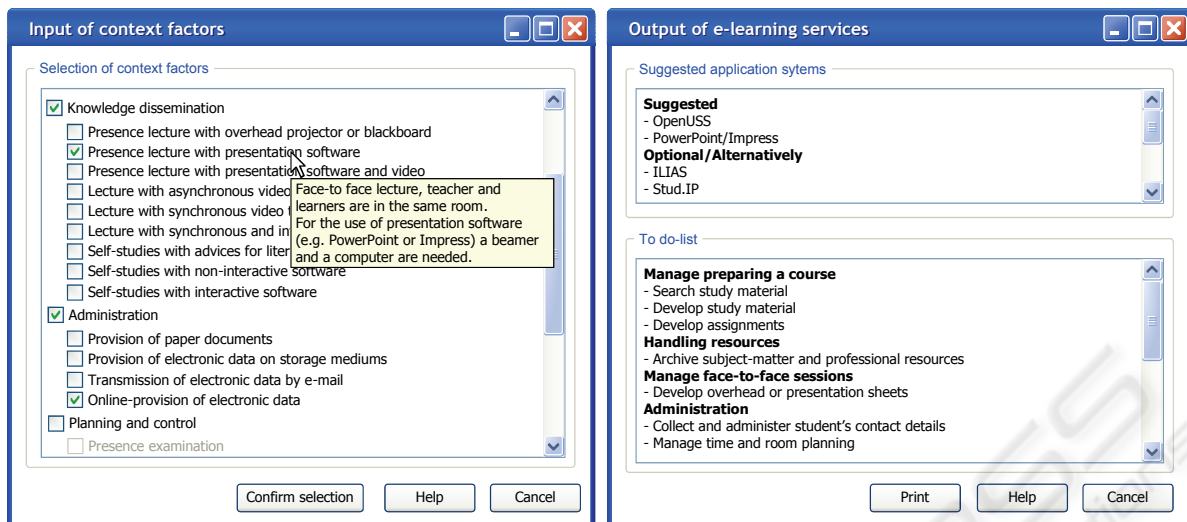 Input of context factors
Selection of context factors
Knowledge dissemination
Presence lecture with overhead projector or blackboard
Presence lecture with presentation software
Presence lecture with presentation software and video
Lecture with asynchronous video
Lecture with synchronous video
Lecture with synchronous and
Self-studies with advices for
Self-studies with non-interactive software
Self-studies with interactive software
Face-to face lecture, teacher and
learners are in the same room.
For the use of presentation software
(e.g. PowerPoint or Impress) a beamer
and a computer are needed.
Administration
Provision of paper documents
Provision of electronic data on storage mediums
Transmission of electronic data by e-mail
Online-provision of electronic data
Planning and control
Presence examination
Confirm selection
Help
Cancel
Output of e-learning services
Suggested application sytems
Suggested
- OpenUSS
- PowerPoint/Impress
Optional/Alternatively
- ILIAS
- Stud.IP
To do-list
Manage preparing a course
- Search study material
- Develop study material
- Develop assignments
Handling resources
- Archive subject-matter and professional resources
Manage face-to-face sessions
- Develop overhead or presentation sheets
Administration
- Collect and administer student's contact details
- Manage time and room planning
Print
Help
Cancel